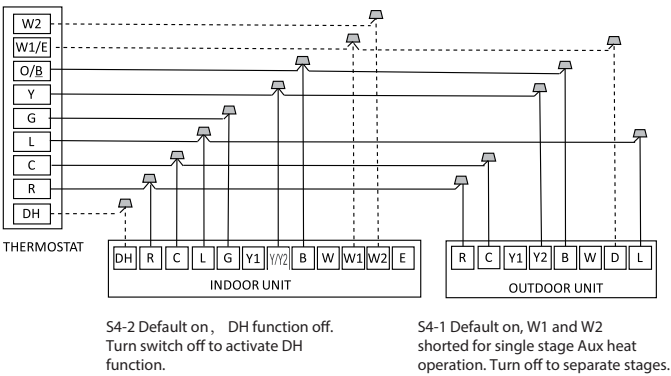 W2
W1/E
O/B
Y
G
L
C
R
DH
THERMOSTAT
DH R C L G Y1 Y/Y2 B W W1 W2 E
INDOOR UNIT
R C Y1 Y2 B W D L
OUTDOOR UNIT
S4-2 Default on， DH function off.
Turn switch off to activate DH
function.
S4-1 Default on, W1 and W2
shorted for single stage Aux heat
operation. Turn off to separate stages.